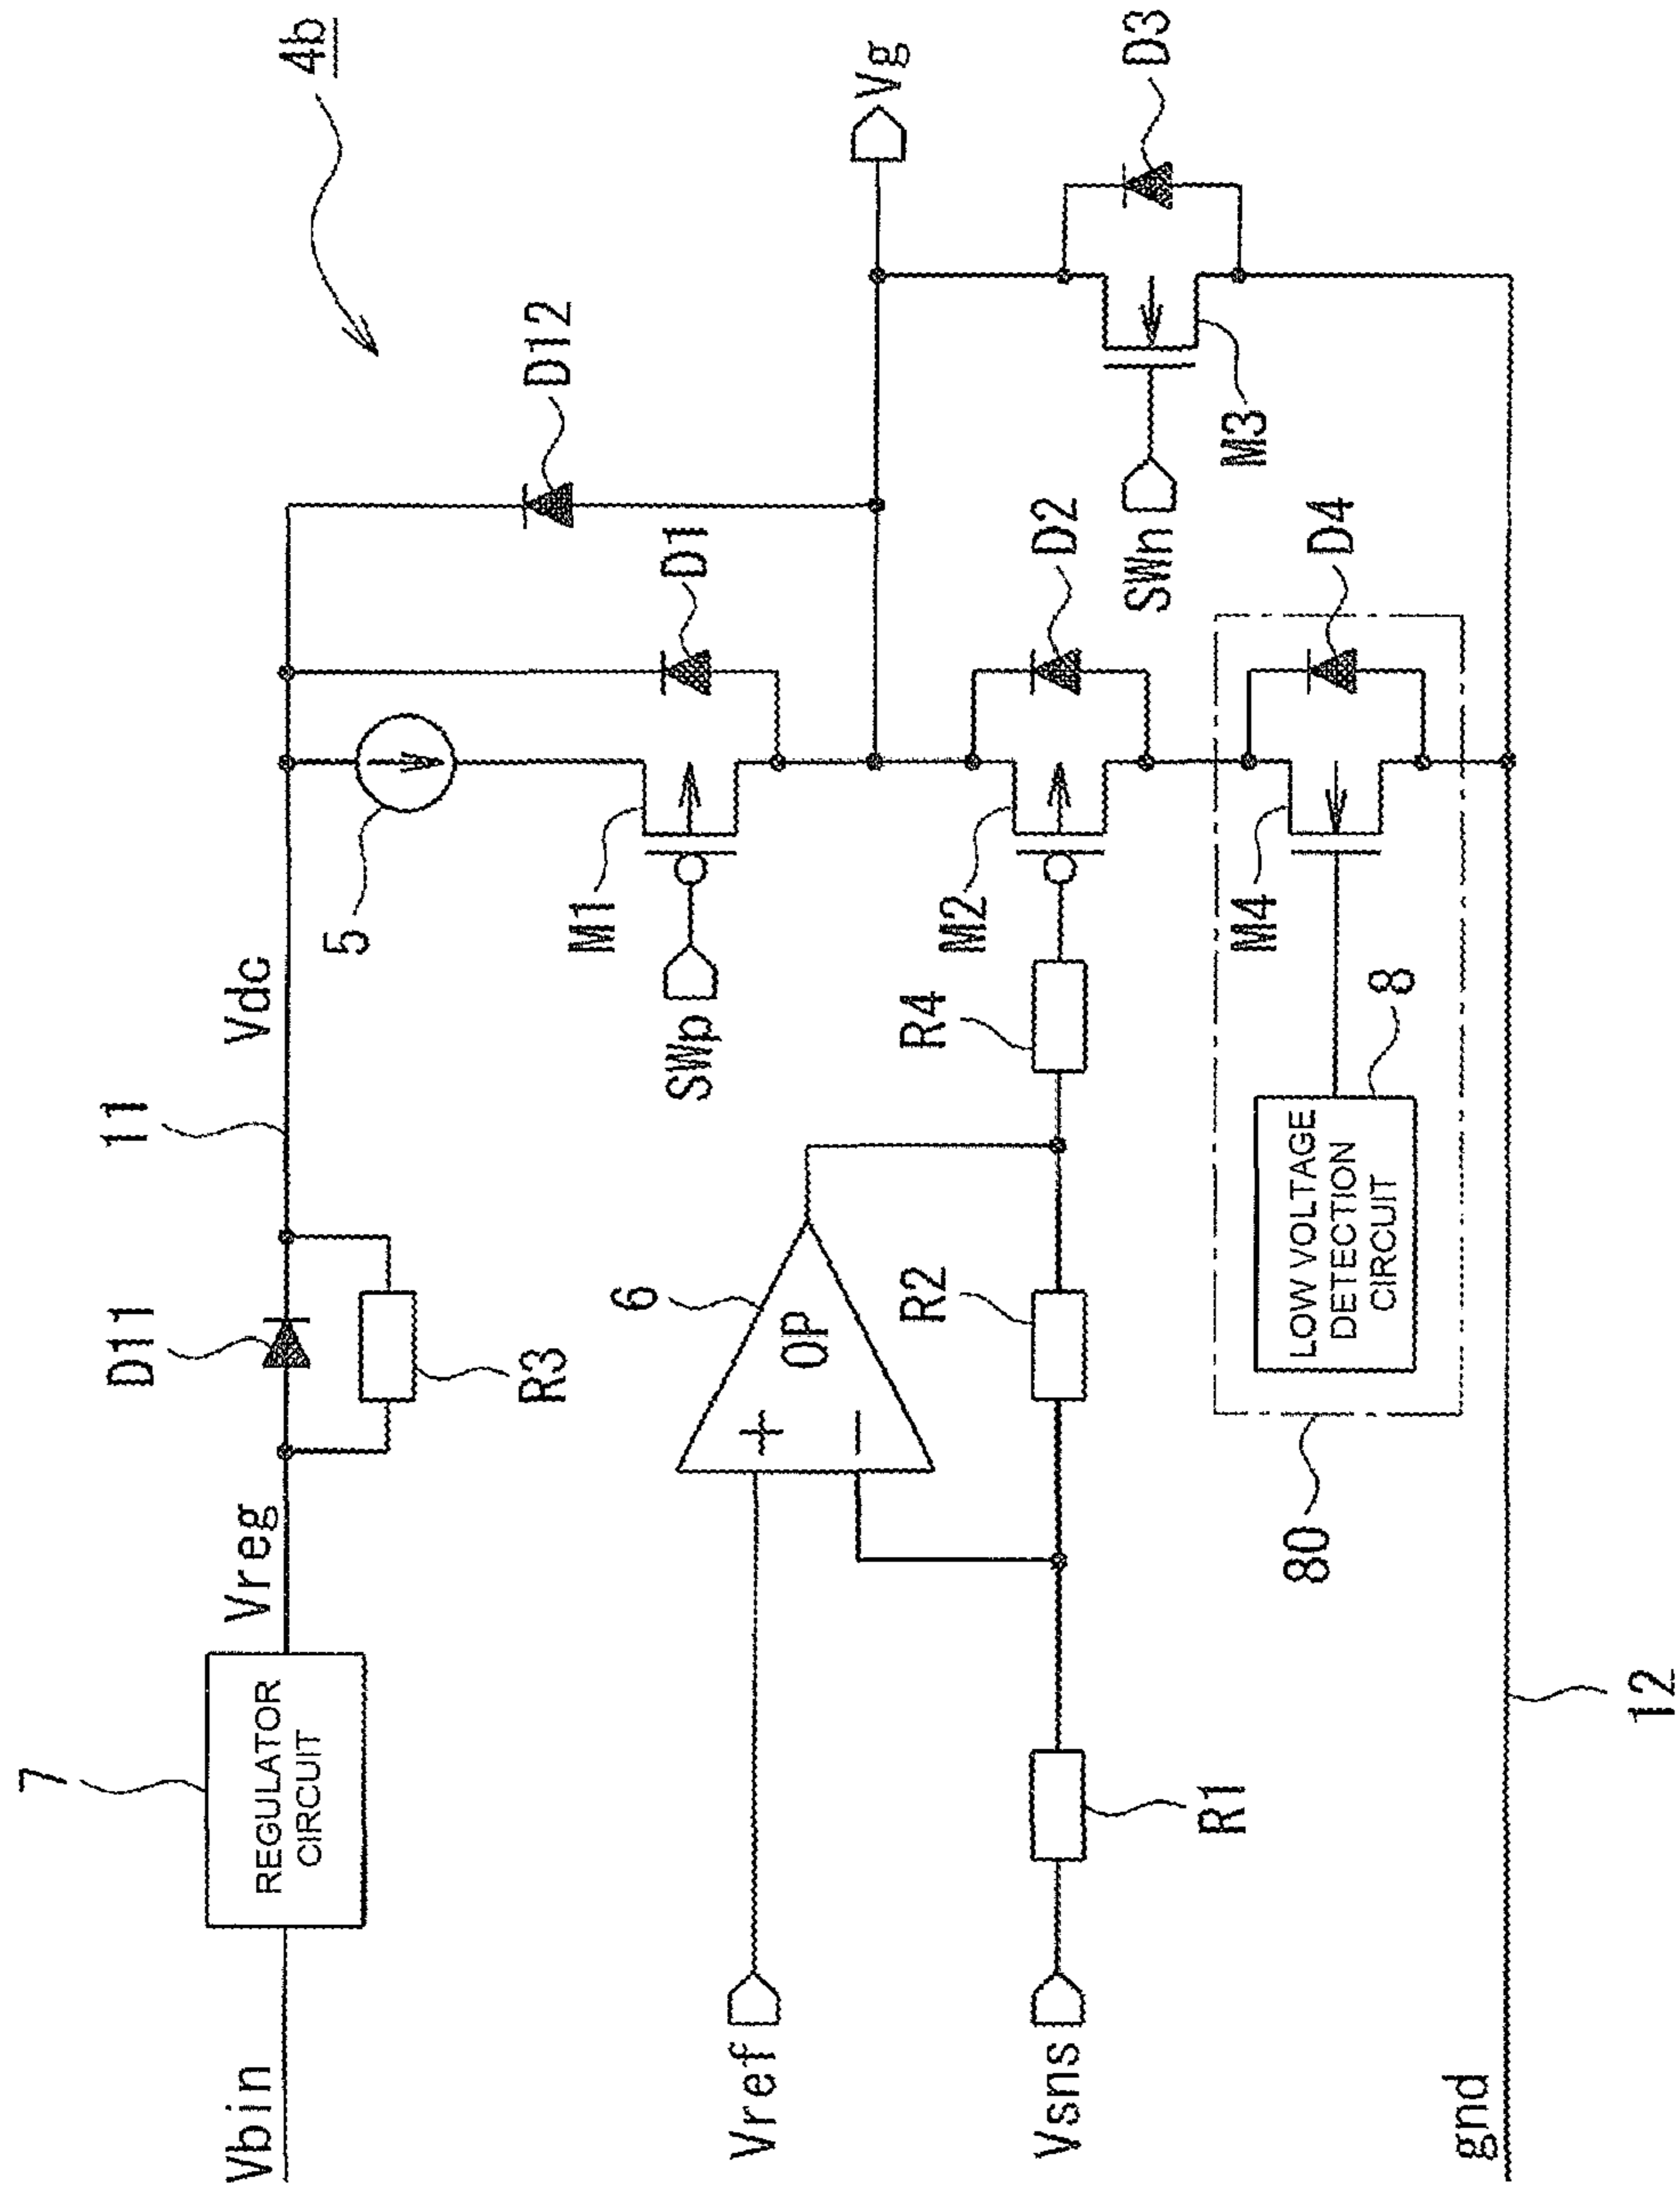 4b
7
REGULATOR
CIRCUIT
Vbin
Vreg
D11
R3
11
Vdc
5
D12
D1
M1
SWp
Vg
Vref
6
OP
+
−
Vsns
R1
R2
R4
M2
D2
SWn
M3
D3
LOW VOLTAGE
DETECTION
CIRCUIT
8
M4
D4
80
gnd
12